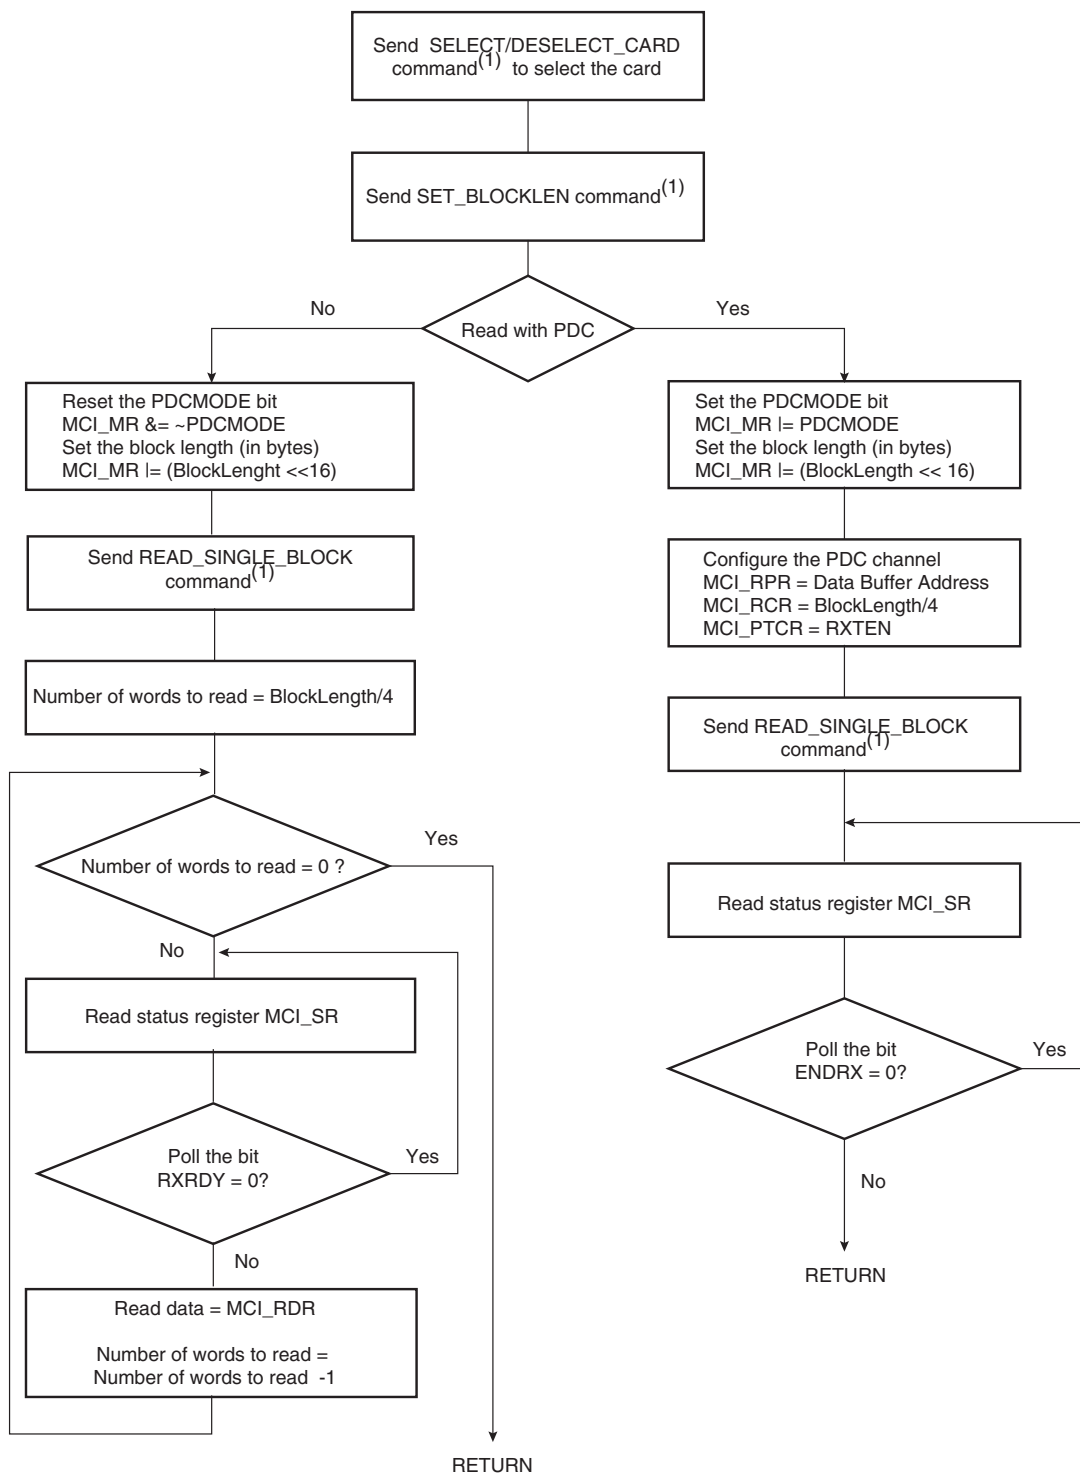 Send SELECT/DESELECT_CARD
command(1) to select the card
Send SET_BLOCKLEN command(1)
No
Yes
Read with PDC
Reset the PDCMODE bit
MCI_MR &= ~PDCMODE
Set the block length (in bytes)
MCI_MR |= (BlockLenght <<16)
Set the PDCMODE bit
MCI_MR |= PDCMODE
Set the block length (in bytes)
MCI_MR |= (BlockLength << 16)
Send READ_SINGLE_BLOCK
command(1)
Configure the PDC channel
MCI_RPR = Data Buffer Address
MCI_RCR = BlockLength/4
MCI_PTCR = RXTEN
Number of words to read = BlockLength/4
Send READ_SINGLE_BLOCK
command(1)
Yes
Number of words to read = 0 ?
Read status register MCI_SR
No
Read status register MCI_SR
Poll the bit
ENDRX = 0?
Yes
Poll the bit
RXRDY = 0?
Yes
No
No
RETURN
Read data = MCI_RDR
Number of words to read =
Number of words to read -1
RETURN